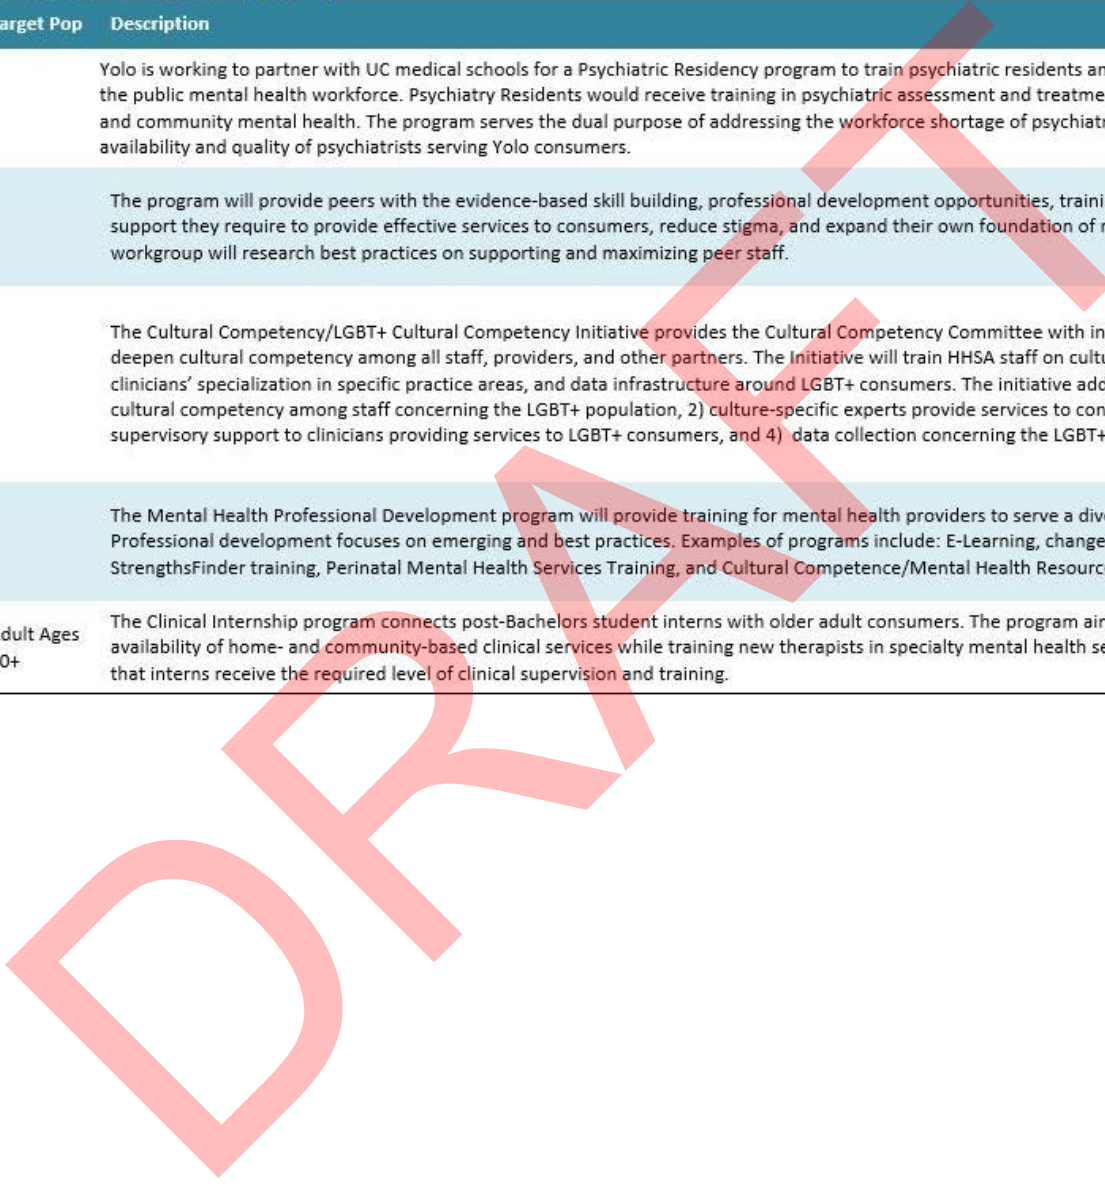 arget Pop Description
Yolo is working to partner with UC medical schools for a Psychiatric Residency program to train psychiatric residents an
the public mental health workforce. Psychiatry Residents would receive training in psychiatric assessment and treatme
and community mental health. The program serves the dual purpose of addressing the workforce shortage of psychiatr
availability and quality of psychiatrists serving Yolo consumers.
The program will provide peers with the evidence-based skill building, professional development opportunities, traini
support they require to provide effective services to consumers, reduce stigma, and expand their own foundation of r
workgroup will research best practices on supporting and maximizing peer staff.
The Cultural Competency/LGBT+ Cultural Competency Initiative provides the Cultural Competency Committee with in
deepen cultural competency among all staff, providers, and other partners. The Initiative will train HHSA staff on cultu
clinicians’ specialization in specific practice areas, and data infrastructure around LGBT+ consumers. The initiative add
cultural competency among staff concerning the LGBT+ population, 2) culture-specific experts provide services to con
supervisory support to clinicians providing services to LGBT+ consumers, and 4) data collection concerning the LGBT+
The Mental Health Professional Development program will provide training for mental health providers to serve a dive
Professional development focuses on emerging and best practices. Examples of programs include: E-Learning, change
StrengthsFinder training, Perinatal Mental Health Services Training, and Cultural Competence/Mental Health Resourc
dult Ages
0+
The Clinical Internship program connects post-Bachelors student interns with older adult consumers. The program aim
availability of home- and community-based clinical services while training new therapists in specialty mental health se
that interns receive the required level of clinical supervision and training.
DRAFT